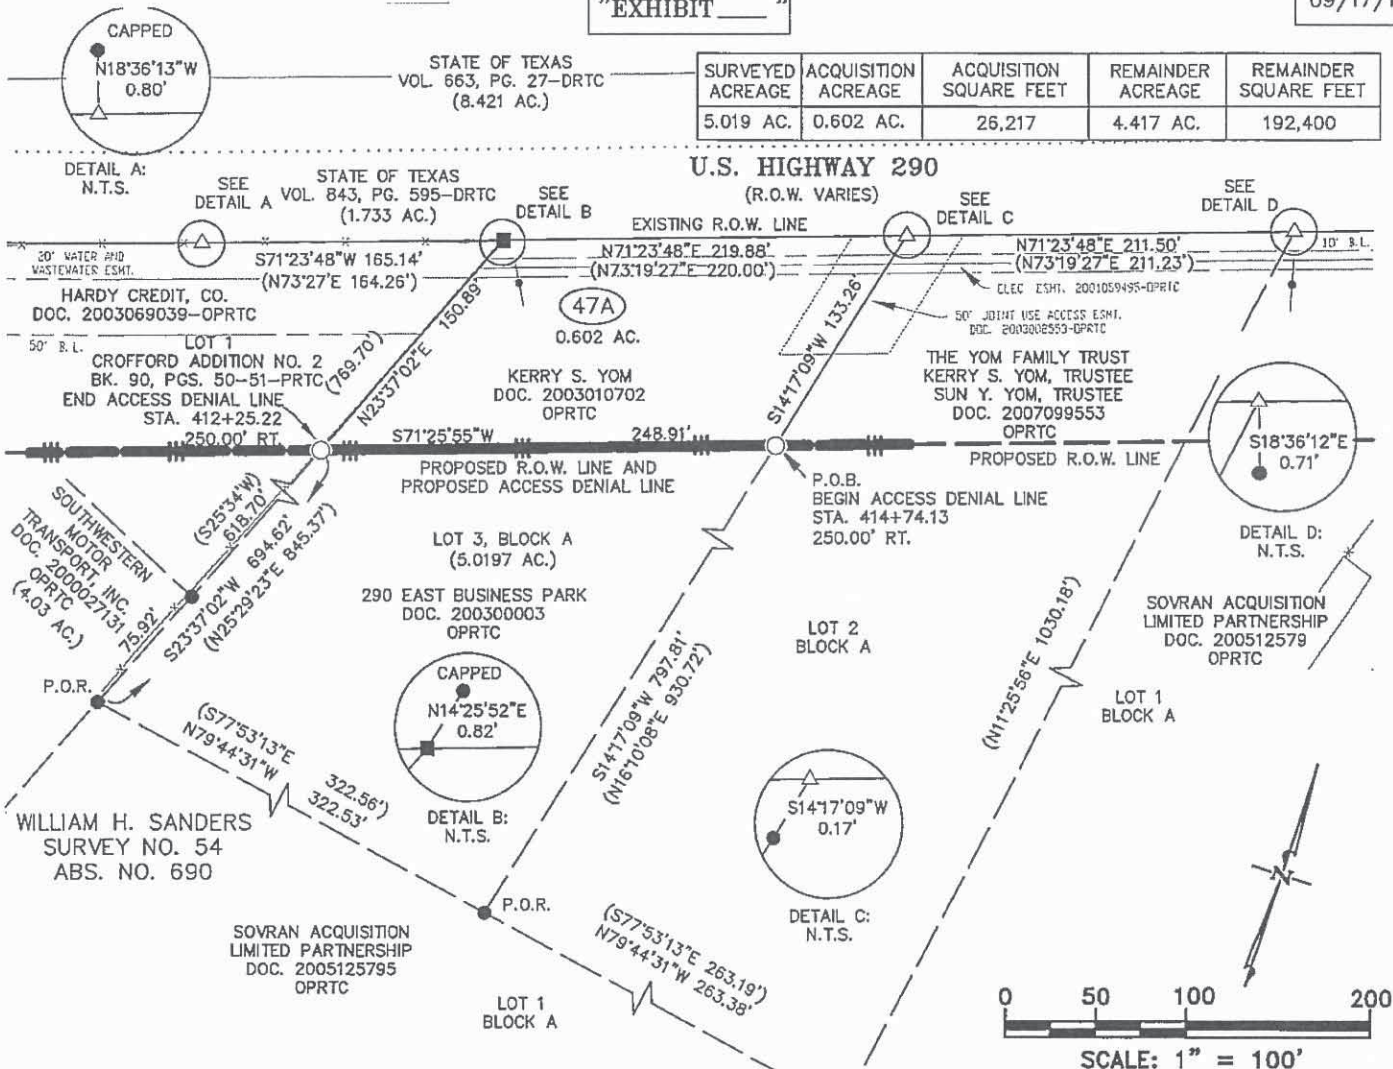 "EXHIBIT____ "
CAPPED
N18°36'13"W
0.80'
DETAIL A:
N.T.S.
STATE OF TEXAS
VOL. 663, PG. 27-DRTC
(8.421 AC.)
SURVEYED ACREAGE
ACQUISITION ACREAGE
ACQUISITION SQUARE FEET
REMAINDER ACREAGE
REMAINDER SQUARE FEET
5.019 AC.
0.602 AC.
26,217
4.417 AC.
192,400
U.S. HIGHWAY 290
(R.O.W. VARIES)
SEE
DETAIL A
STATE OF TEXAS
VOL. 843, PG. 595-DRTC
(1.733 AC.)
SEE
DETAIL B
EXISTING R.O.W. LINE
SEE
DETAIL C
SEE
DETAIL D
20' WATER AND
WASTEWATER ESMT.
S71°23'48"W 165.14'
(N73°27'E 164.26')
N71°23'48"E 219.88'
(N73°19'27"E 220.00')
N71°23'48"E 211.50'
(N73°19'27"E 211.23')
10' B.L.
ELEC ESMT. 2001059495-OPRTC
50' JOINT USE ACCESS ESMT.
DOC. 2003002553-OPRTC
HARDY CREDIT, CO.
DOC. 2003069039-OPRTC
50' B.L.
LOT 1
CROFFORD ADDITION NO. 2
BK. 90, PGS. 50-51-PRTC
END ACCESS DENIAL LINE
STA. 412+25.22
250.00' RT.
(769.70')
N23°37'02"E 150.89'
47A
0.602 AC.
KERRY S. YOM
DOC. 2003010702
OPRTC
S14°17'09"W 133.26'
THE YOM FAMILY TRUST
KERRY S. YOM, TRUSTEE
SUN Y. YOM, TRUSTEE
DOC. 2007099553
OPRTC
S18°36'12"E
0.71'
DETAIL D:
N.T.S.
S71°25'55"W 248.91'
PROPOSED R.O.W. LINE AND
PROPOSED ACCESS DENIAL LINE
PROPOSED R.O.W. LINE
P.O.B.
BEGIN ACCESS DENIAL LINE
STA. 414+74.13
250.00' RT.
SOUTHWESTERN
MOTOR
TRANSPORT, INC.
DOC. 2000027131
OPRTC
(4.03 AC.)
(S25°34'W)
618.70'
75.92'
S23°37'02"W 694.62'
(N25°29'23"E 845.37')
P.O.R.
LOT 3, BLOCK A
(5.0197 AC.)
290 EAST BUSINESS PARK
DOC. 200300003
OPRTC
CAPPED
N14°25'52"E
0.82'
DETAIL B:
N.T.S.
S14°17'09"W 797.81'
(N16°10'08"E 930.72')
LOT 2
BLOCK A
S14°17'09"W
0.17'
DETAIL C:
N.T.S.
(N11°25'56"E 1030.18')
SOVRAN ACQUISITION
LIMITED PARTNERSHIP
DOC. 200512579
OPRTC
LOT 1
BLOCK A
(S77°53'13"E 322.56')
N79°44'31"W 322.53'
WILLIAM H. SANDERS
SURVEY NO. 54
ABS. NO. 690
P.O.R.
SOVRAN ACQUISITION
LIMITED PARTNERSHIP
DOC. 2005125795
OPRTC
LOT 1
BLOCK A
(S77°53'13"E 263.19')
N79°44'31"W 263.38'
N
0 50 100 200
SCALE: 1" = 100'